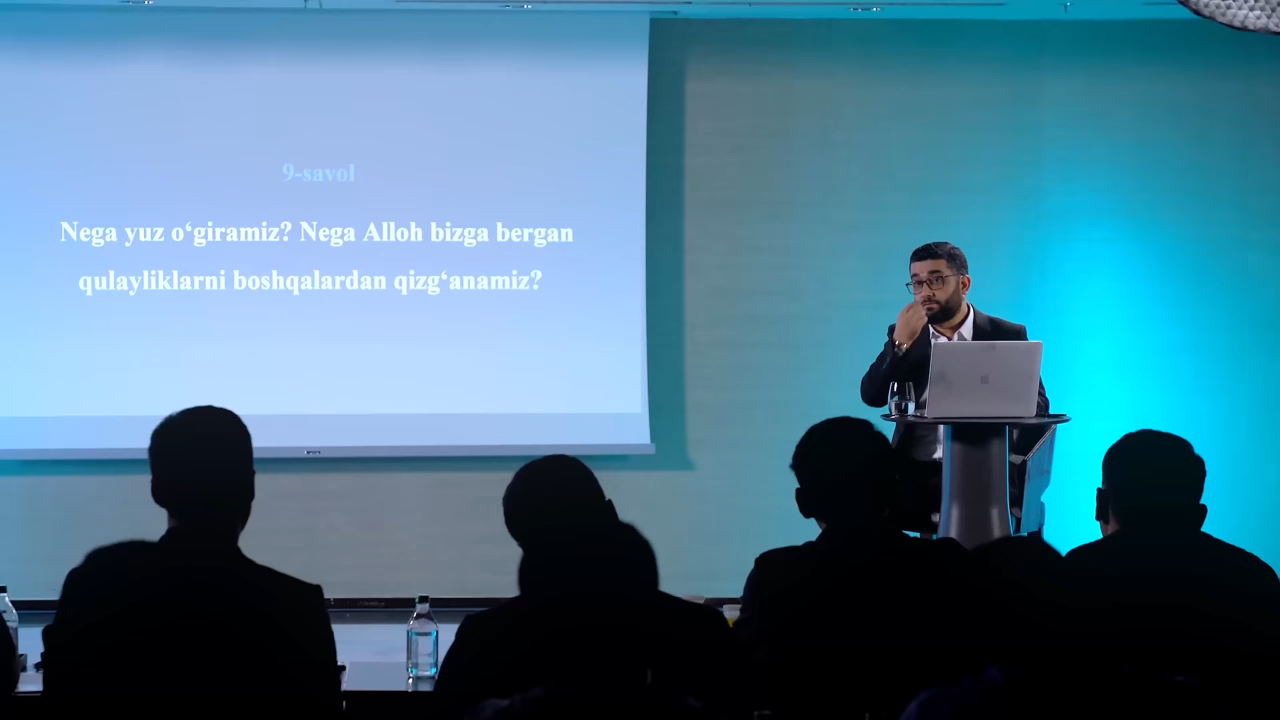 9-savol
Nega yuz o‘giramiz? Nega Alloh bizga bergan
qulayliklarni boshqalardan qizg‘anamiz?